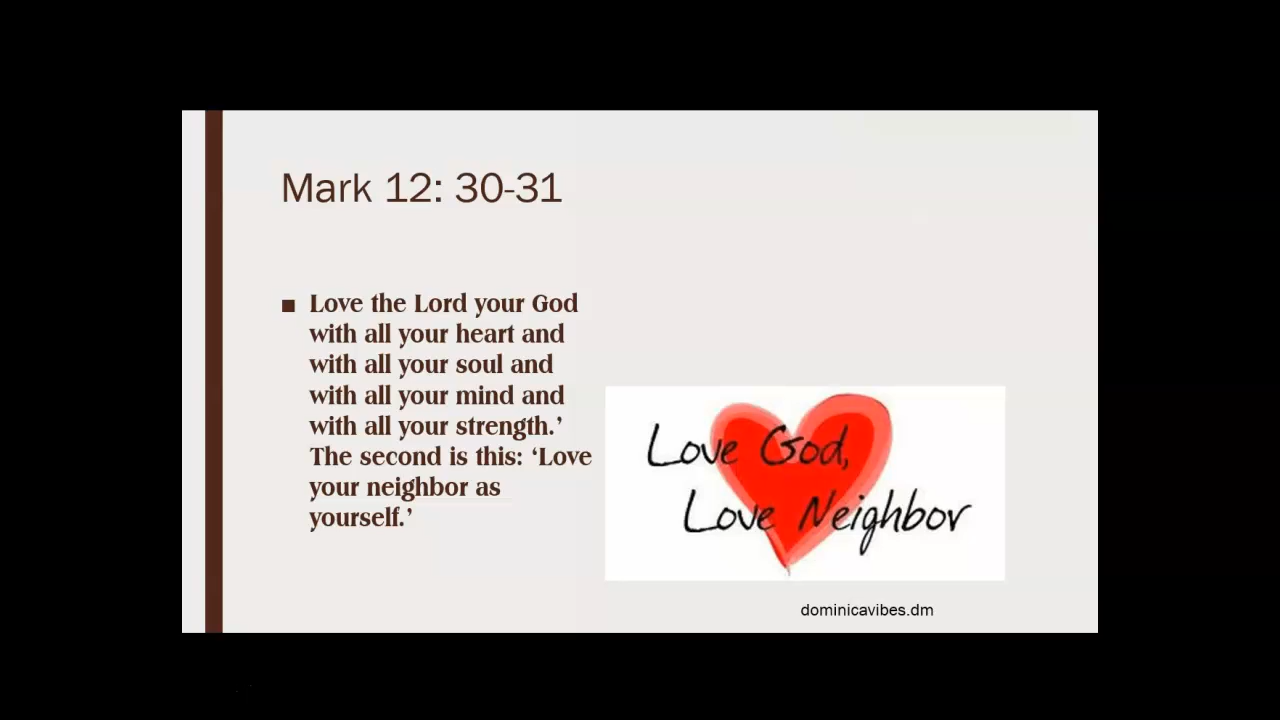 Mark 12: 30-31
■ Love the Lord your God
with all your heart and
with all your soul and
with all your mind and
with all your strength.’
The second is this: ‘Love
your neighbor as
yourself.’
Love God,
Love Neighbor
dominicavibes.dm